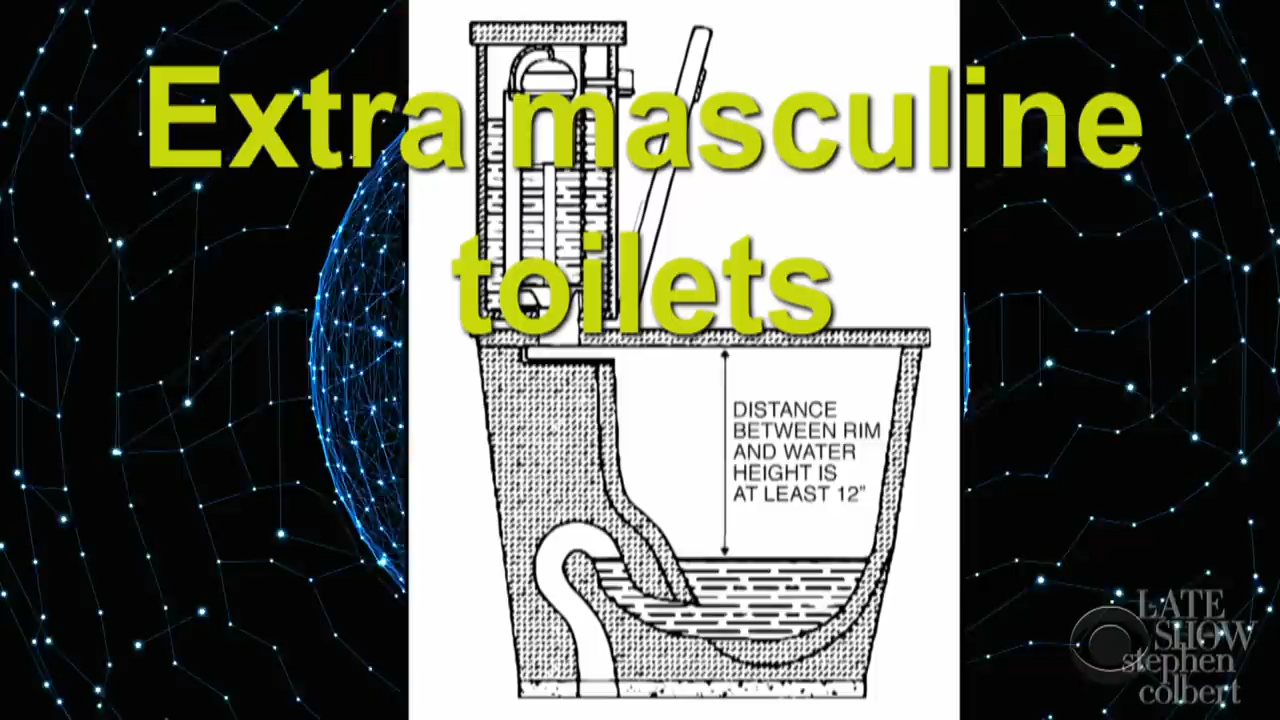 Extra masculine
toilets
DISTANCE
BETWEEN RIM
AND WATER
HEIGHT IS
AT LEAST 12"
LATE
SHOW
stephen
colbert